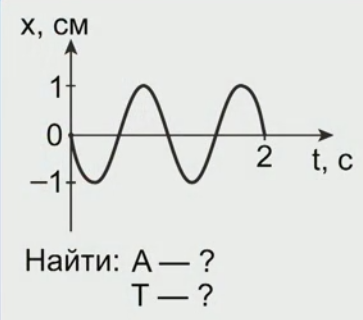 x, см
1
0
2
t, с
–1
Найти: А — ?
Т — ?